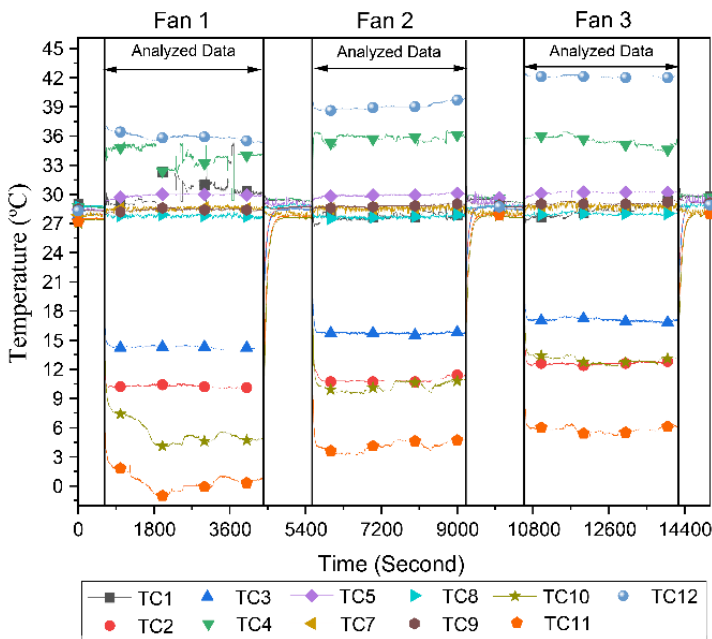 Fan 1 Fan 2 Fan 3
Analyzed Data Analyzed Data Analyzed Data
45
42
39
36
33
30
27
24
21
18
15
12
9
6
3
0
Temperature (ºC)
0 1800 3600 5400 7200 9000 10800 12600 14400
Time (Second)
TC1 TC3 TC5 TC8 TC10 TC12
TC2 TC4 TC7 TC9 TC11